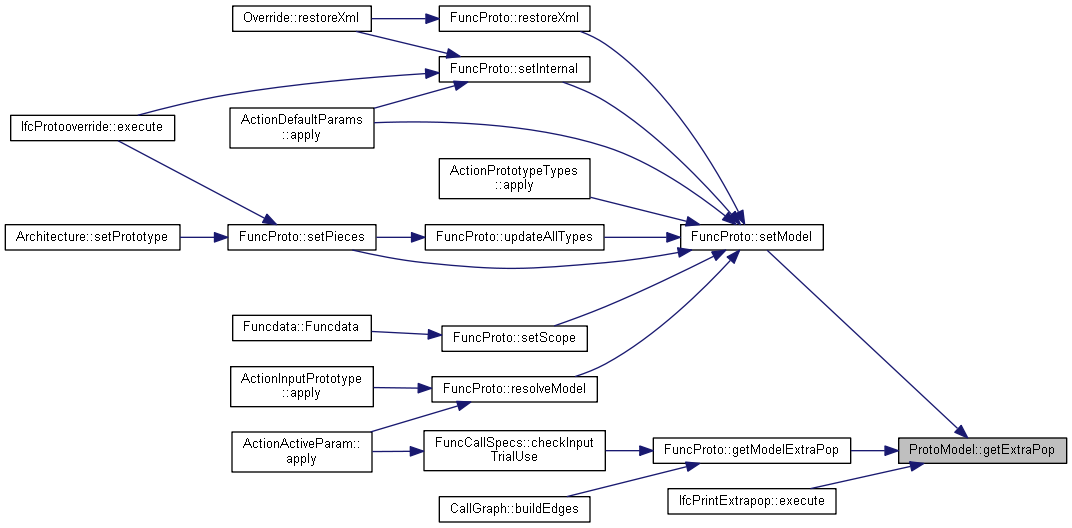 Override::restoreXml
FuncProto::restoreXml
FuncProto::setInternal
IfcProtooverride::execute
ActionDefaultParams
::apply
ActionPrototypeTypes
::apply
Architecture::setPrototype
FuncProto::setPieces
FuncProto::updateAllTypes
FuncProto::setModel
Funcdata::Funcdata
FuncProto::setScope
ActionInputPrototype
::apply
FuncProto::resolveModel
ActionActiveParam::
apply
FuncCallSpecs::checkInput
TrialUse
FuncProto::getModelExtraPop
ProtoModel::getExtraPop
CallGraph::buildEdges
IfcPrintExtrapop::execute